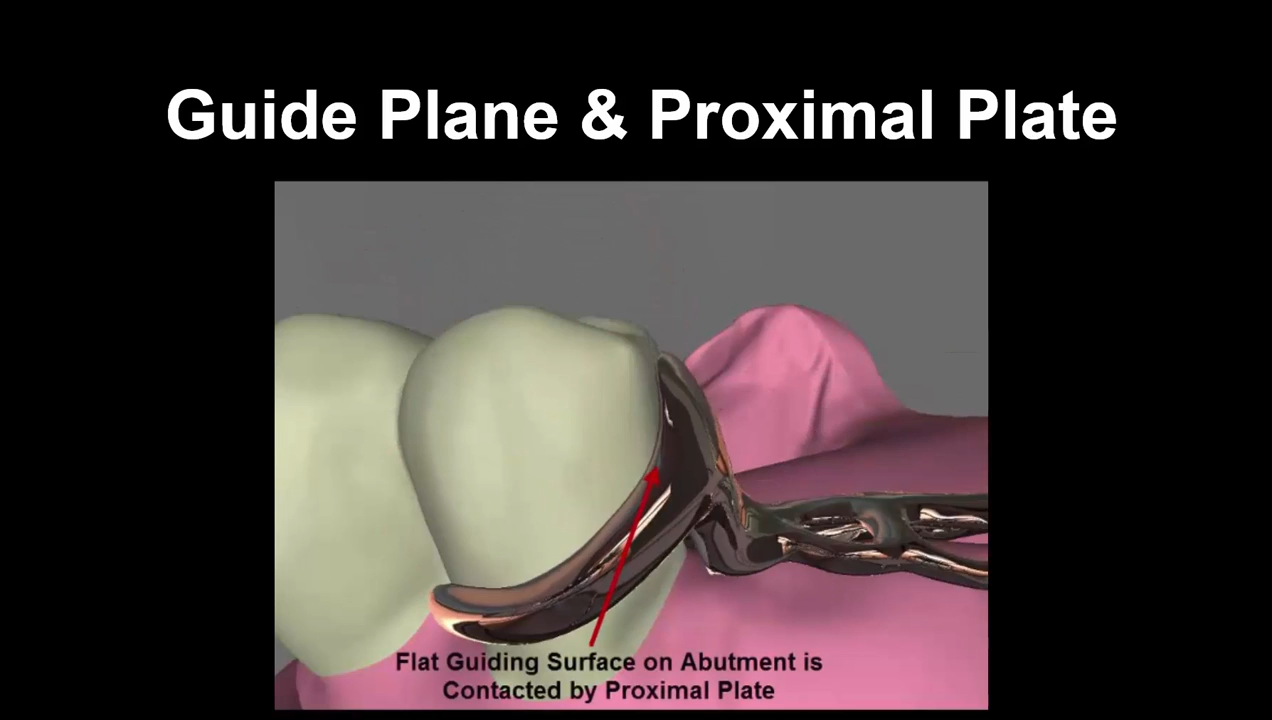 Guide Plane & Proximal Plate
Flat Guiding Surface on Abutment is
Contacted by Proximal Plate